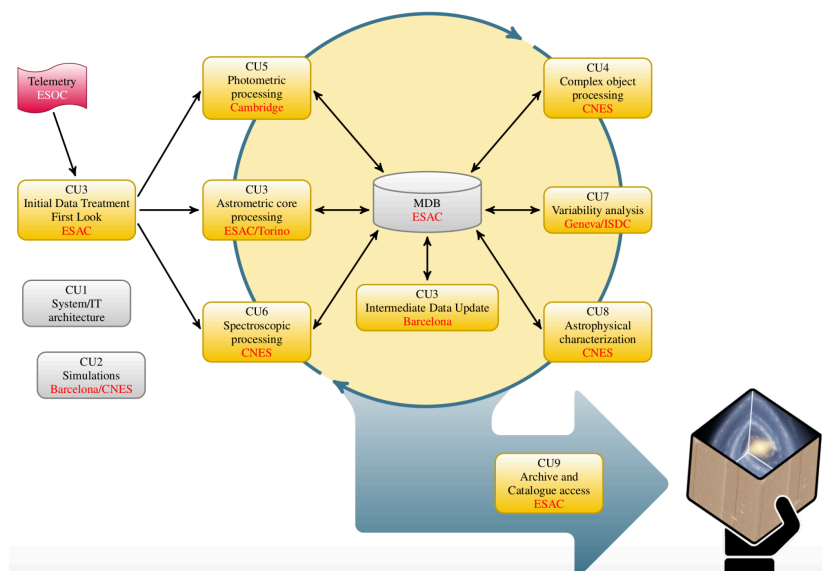 Telemetry
ESOC
CU5
Photometric
processing
Cambridge
CU4
Complex object
processing
CNES
CU3
Initial Data Treatment
First Look
ESAC
CU3
Astrometric core
processing
ESAC/Torino
MDB
ESAC
CU7
Variability analysis
Geneva/ISDC
CU1
System/IT
architecture
CU6
Spectroscopic
processing
CNES
CU3
Intermediate Data Update
Barcelona
CU8
Astrophysical
characterization
CNES
CU2
Simulations
Barcelona/CNES
CU9
Archive and
Catalogue access
ESAC